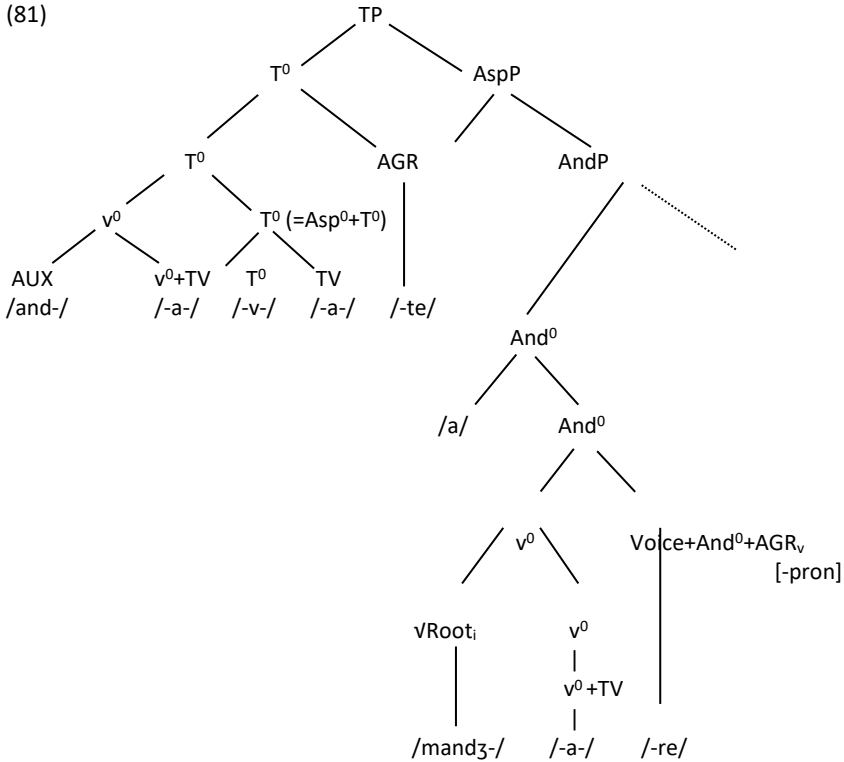 (81)
TP
T⁰ AspP
T⁰ AGR AndP
v⁰ T⁰ (=Asp⁰+T⁰)
AUX v⁰+TV T⁰ TV
/and-/ /-a-/ /-v-/ /-a-/ /-te/
And⁰
/a/ And⁰
v⁰ Voice+And⁰+AGRᵥ
[-pron]
√Rootᵢ v⁰
v⁰+TV
/mandʒ-/ /-a-/ /-re/